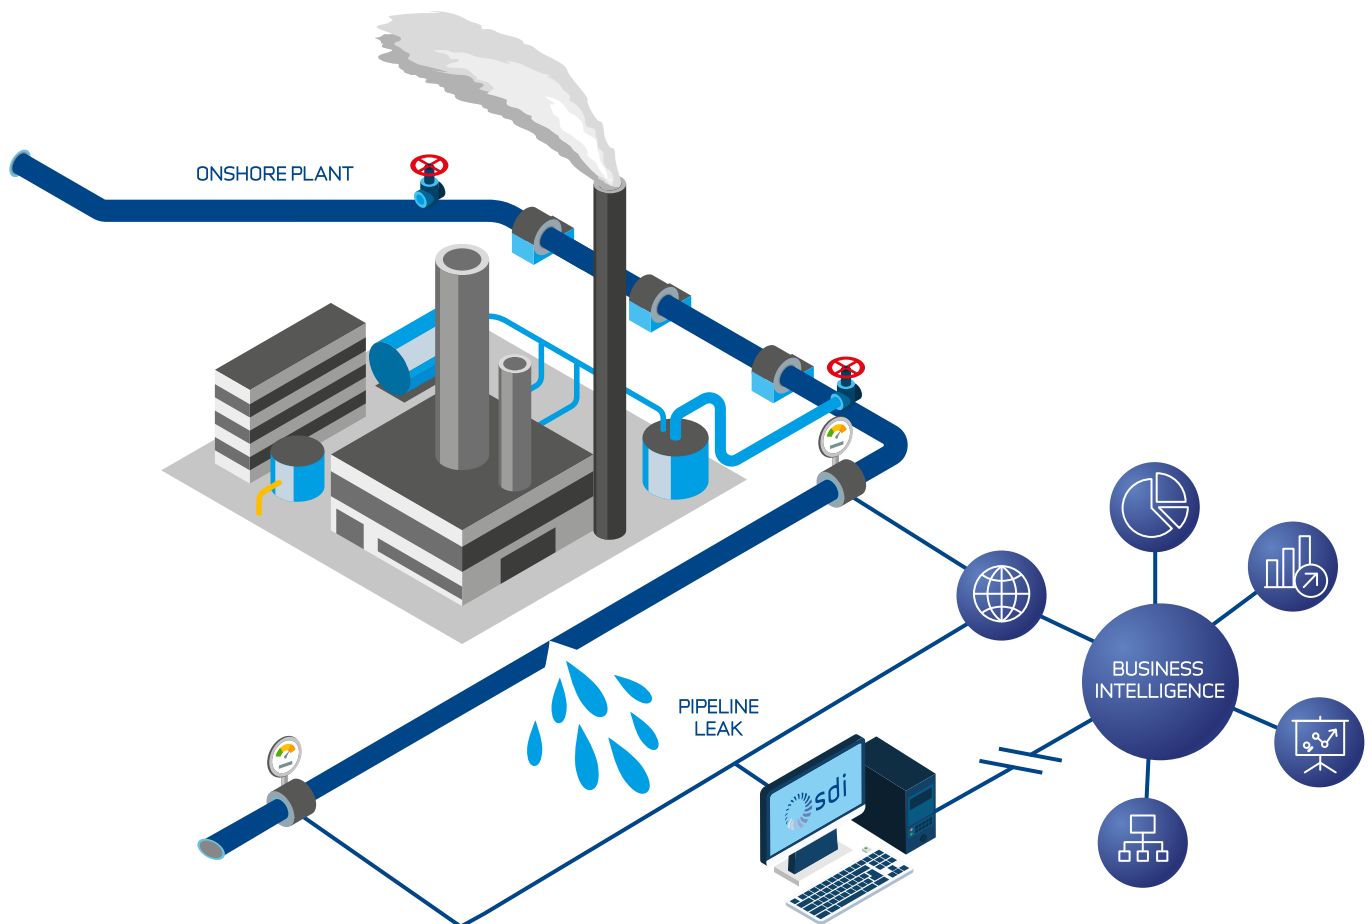 ONSHORE PLANT
PIPELINE
LEAK
sdi
BUSINESS
INTELLIGENCE